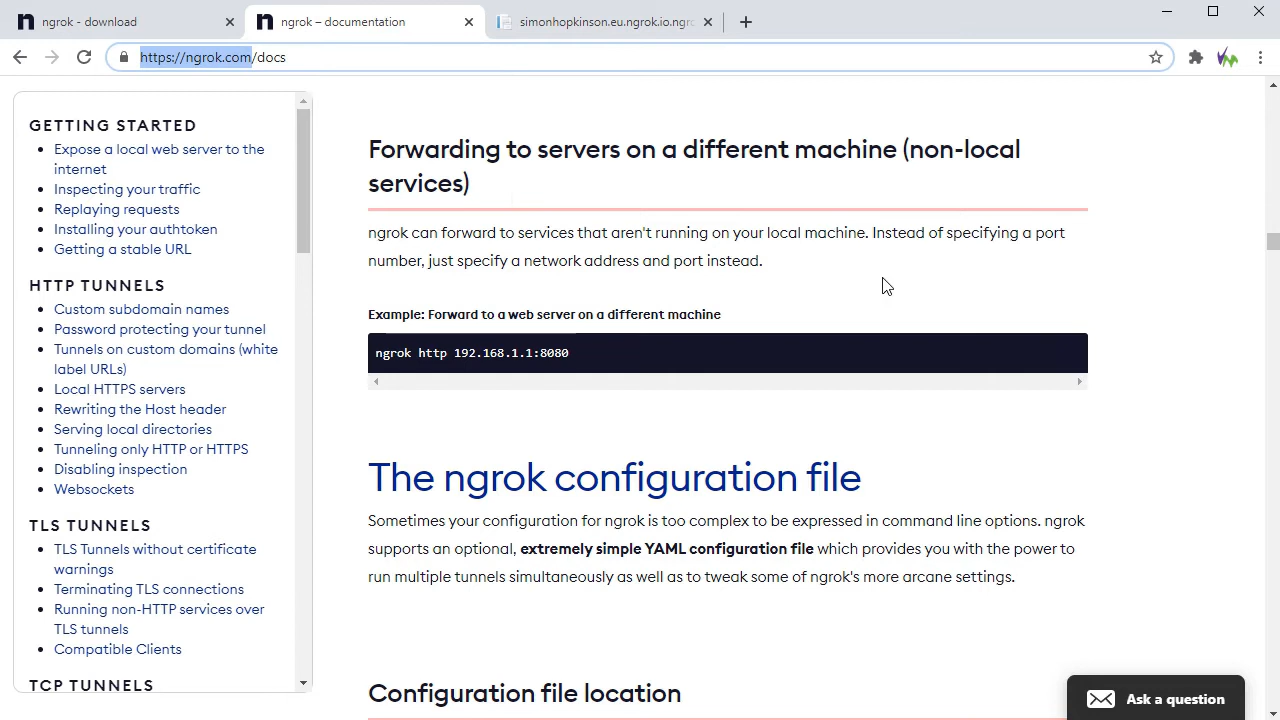 ngrok - download
ngrok – documentation
simonhopkinson.eu.ngrok.io.ngro
https://ngrok.com/docs
GETTING STARTED
Expose a local web server to the
internet
Inspecting your traffic
Replaying requests
Installing your authtoken
Getting a stable URL
HTTP TUNNELS
Custom subdomain names
Password protecting your tunnel
Tunnels on custom domains (white
label URLs)
Local HTTPS servers
Rewriting the Host header
Serving local directories
Tunneling only HTTP or HTTPS
Disabling inspection
Websockets
TLS TUNNELS
TLS Tunnels without certificate
warnings
Terminating TLS connections
Running non-HTTP services over
TLS tunnels
Compatible Clients
TCP TUNNELS
Forwarding to servers on a different machine (non-local
services)
ngrok can forward to services that aren't running on your local machine. Instead of specifying a port
number, just specify a network address and port instead.
Example: Forward to a web server on a different machine
ngrok http 192.168.1.1:8080
The ngrok configuration file
Sometimes your configuration for ngrok is too complex to be expressed in command line options. ngrok
supports an optional, extremely simple YAML configuration file which provides you with the power to
run multiple tunnels simultaneously as well as to tweak some of ngrok's more arcane settings.
Configuration file location
Ask a question